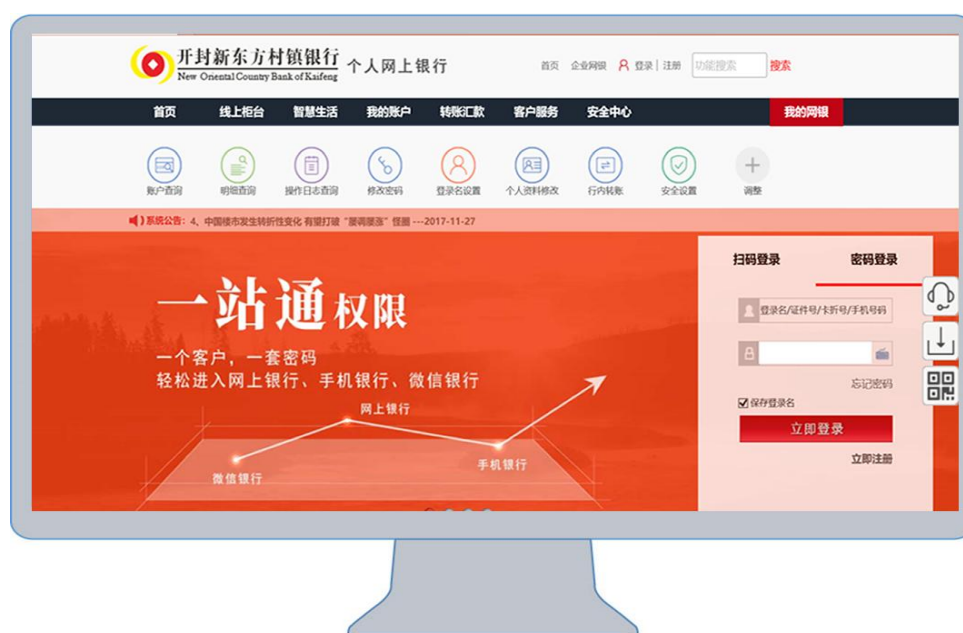 开封新东方村镇银行
New Oriental Country Bank of Kaifeng
个人网上银行
首页 企业网银 登录 | 注册 功能搜索 搜索
首页 线上柜台 智慧生活 我的账户 转账汇款 客户服务 安全中心 我的网银
账户查询 明细查询 操作日志查询 修改密码 登录名设置 个人资料修改 行内转账 安全设置 调整
系统公告: 4、中国楼市发生转折性变化 有望打破“屡调屡涨”怪圈 ---2017-11-27
扫码登录 密码登录
一站通权限
登录名/证件号/卡折号/手机号码
一个客户，一套密码
轻松进入网上银行、手机银行、微信银行
忘记密码
保存登录名
立即登录
立即注册
网上银行
手机银行
微信银行